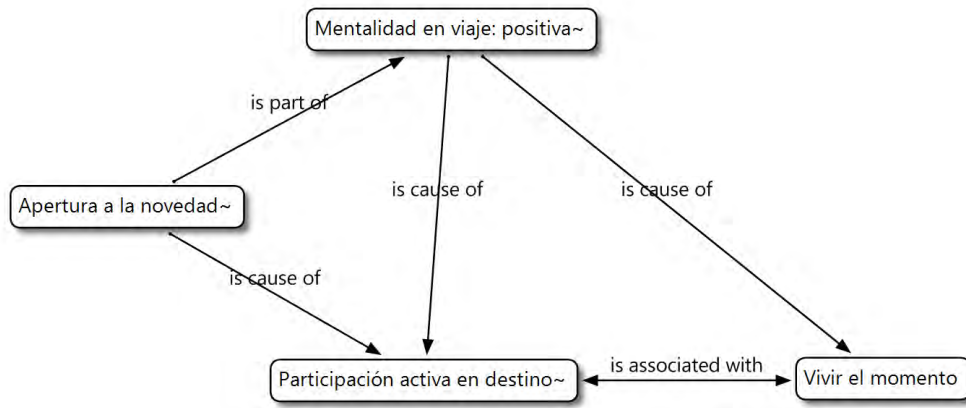 Mentalidad en viaje: positiva~
is part of
is cause of
is cause of
Apertura a la novedad~
is cause of
is associated with
Participación activa en destino~
Vivir el momento